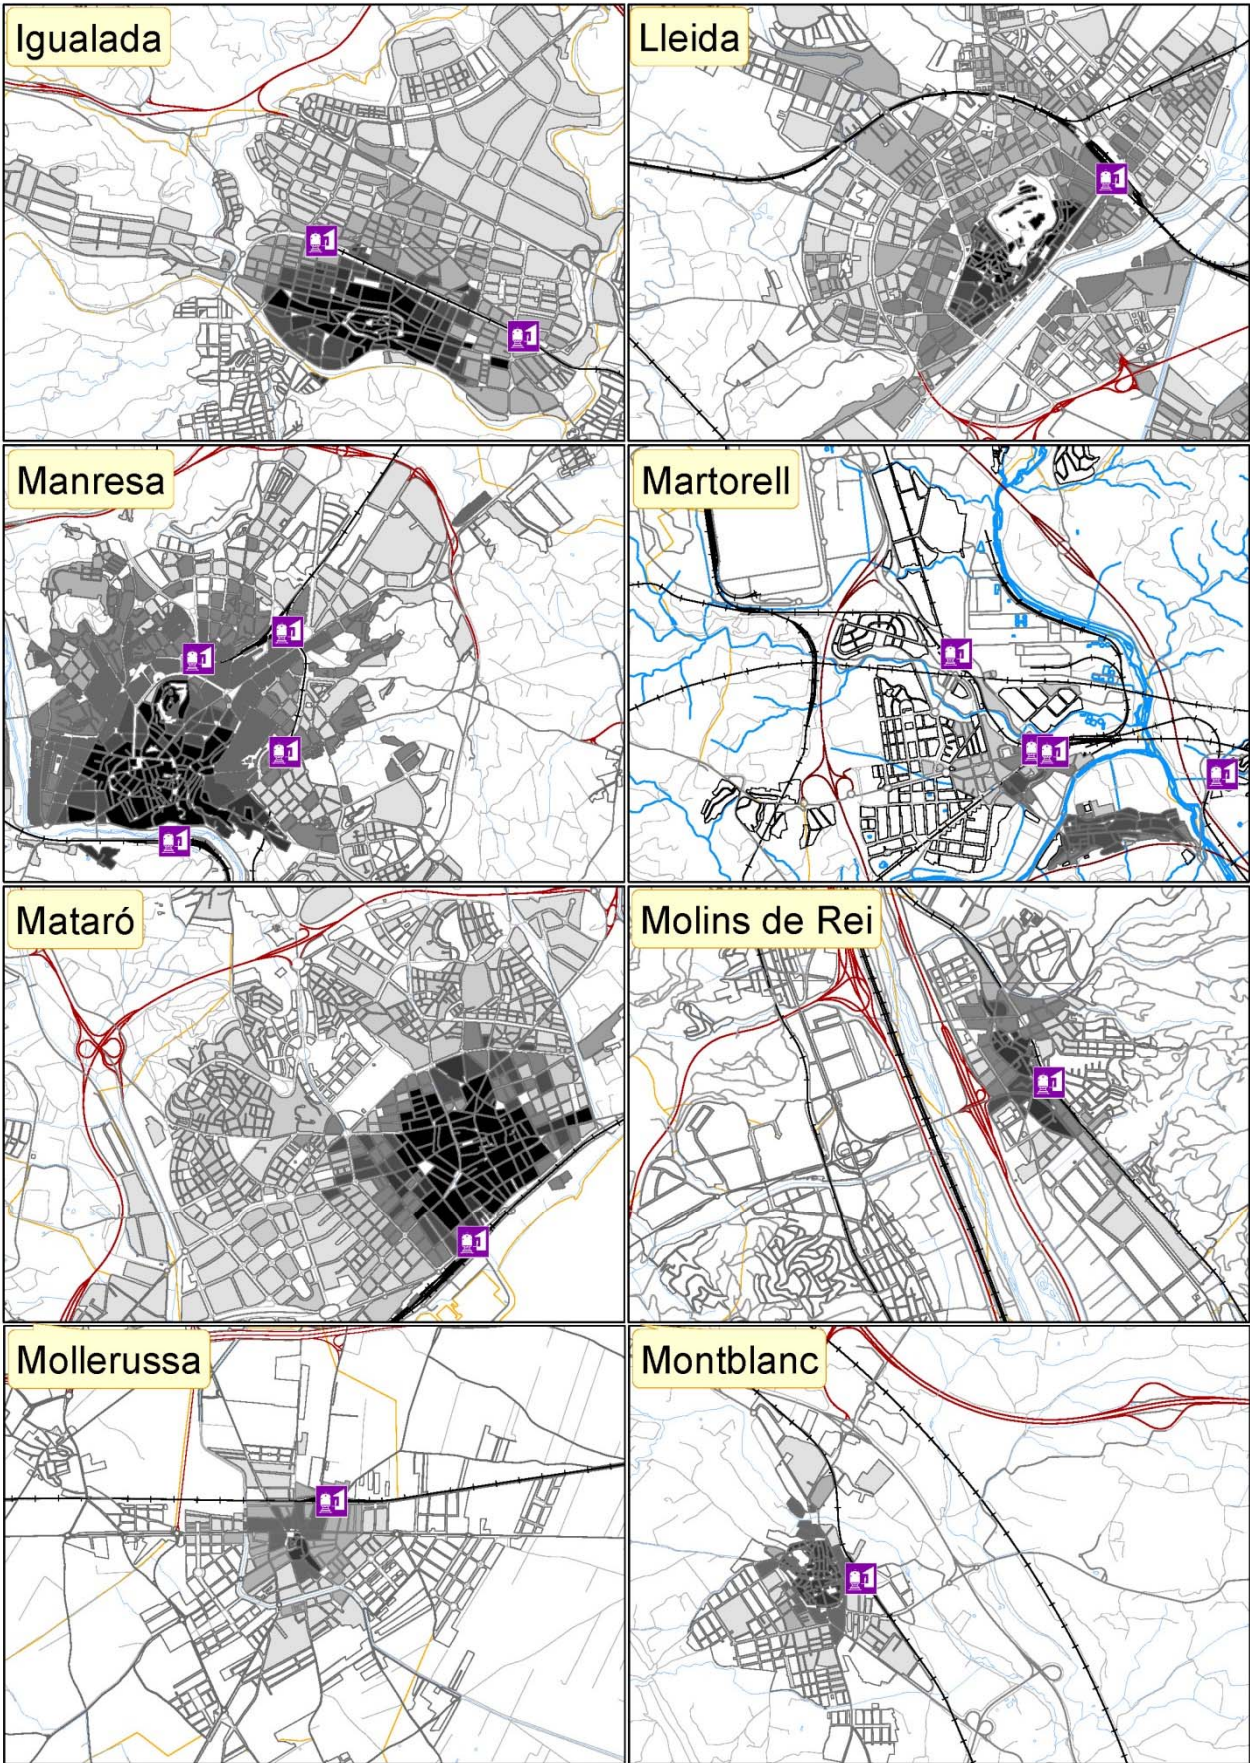 Igualada
Lleida
Manresa
Martorell
Mataró
Molins de Rei
Mollerussa
Montblanc